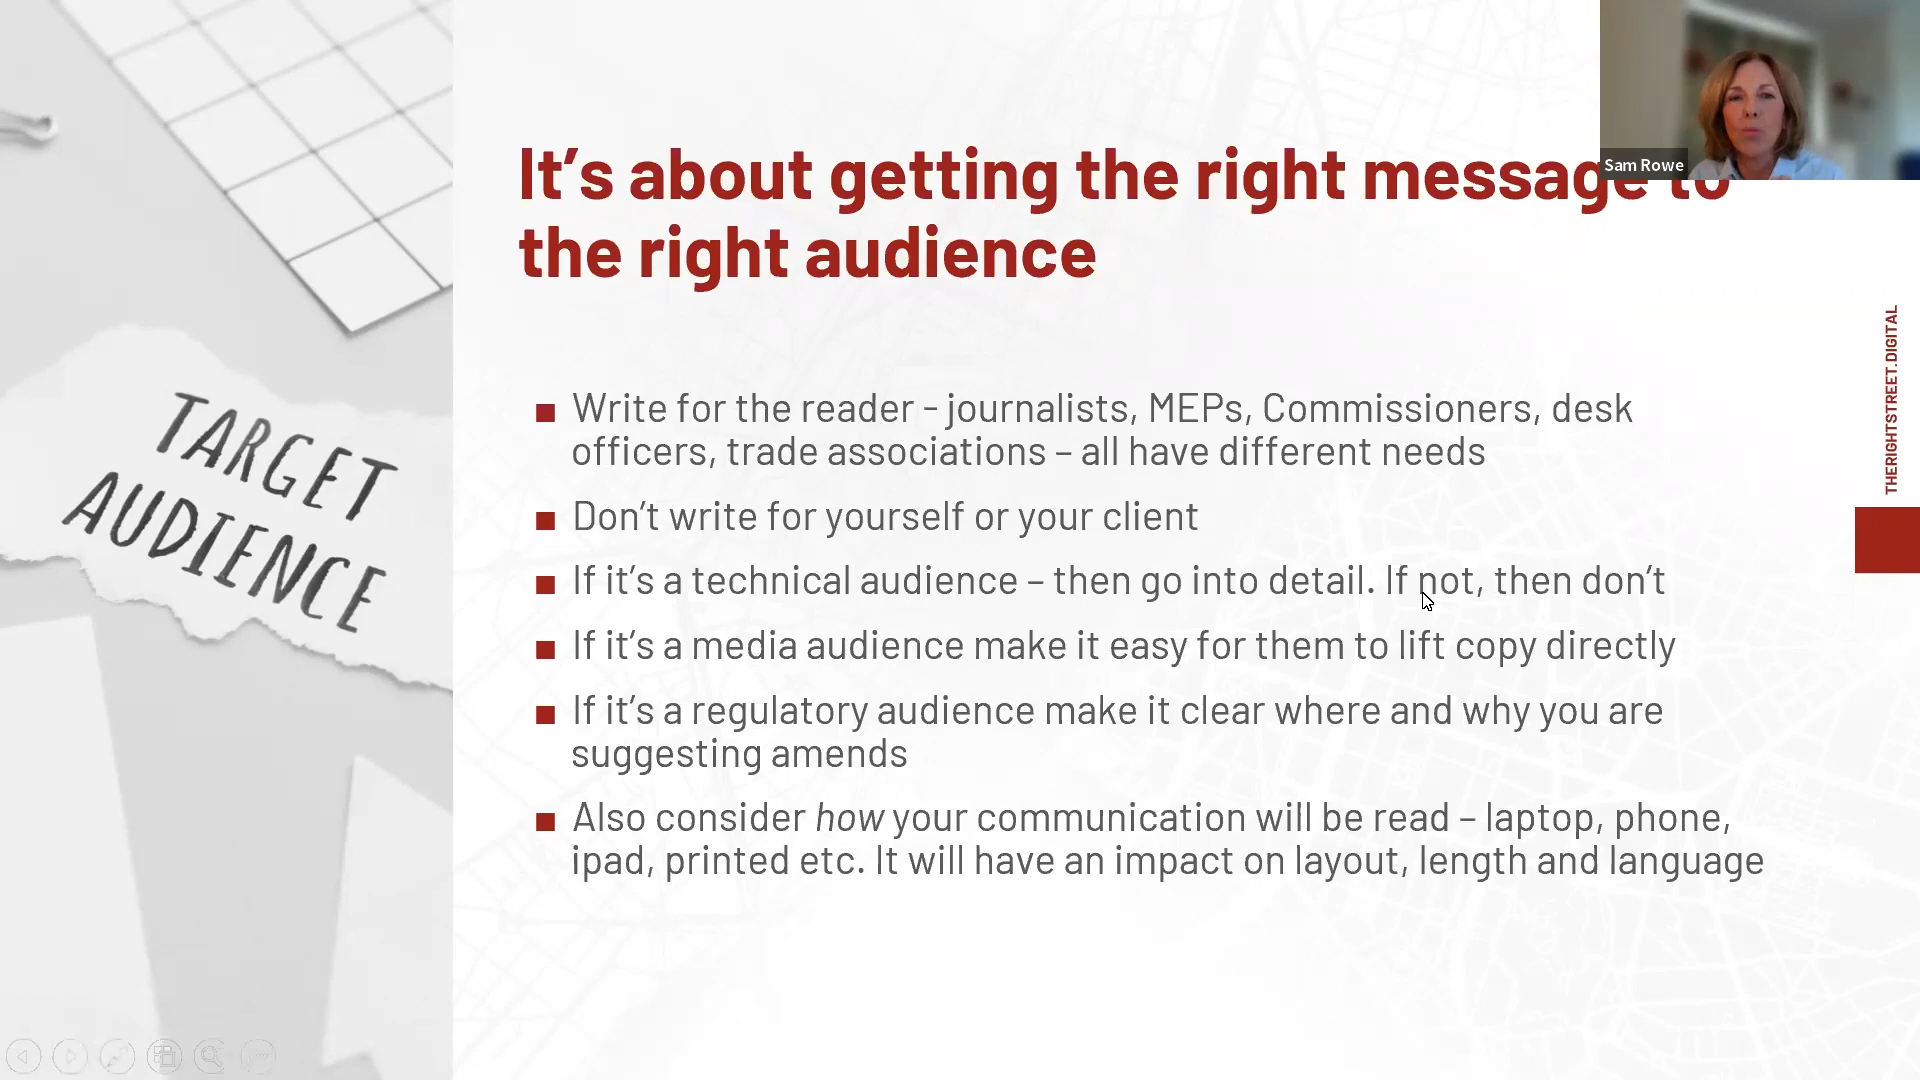 Sam Rowe
It’s about getting the right message to
the right audience
TARGET
AUDIENCE
■ Write for the reader - journalists, MEPs, Commissioners, desk
officers, trade associations – all have different needs
■ Don’t write for yourself or your client
■ If it’s a technical audience – then go into detail. If not, then don’t
■ If it’s a media audience make it easy for them to lift copy directly
■ If it’s a regulatory audience make it clear where and why you are
suggesting amends
■ Also consider how your communication will be read – laptop, phone,
ipad, printed etc. It will have an impact on layout, length and language
THERIGHTSTREET.DIGITAL